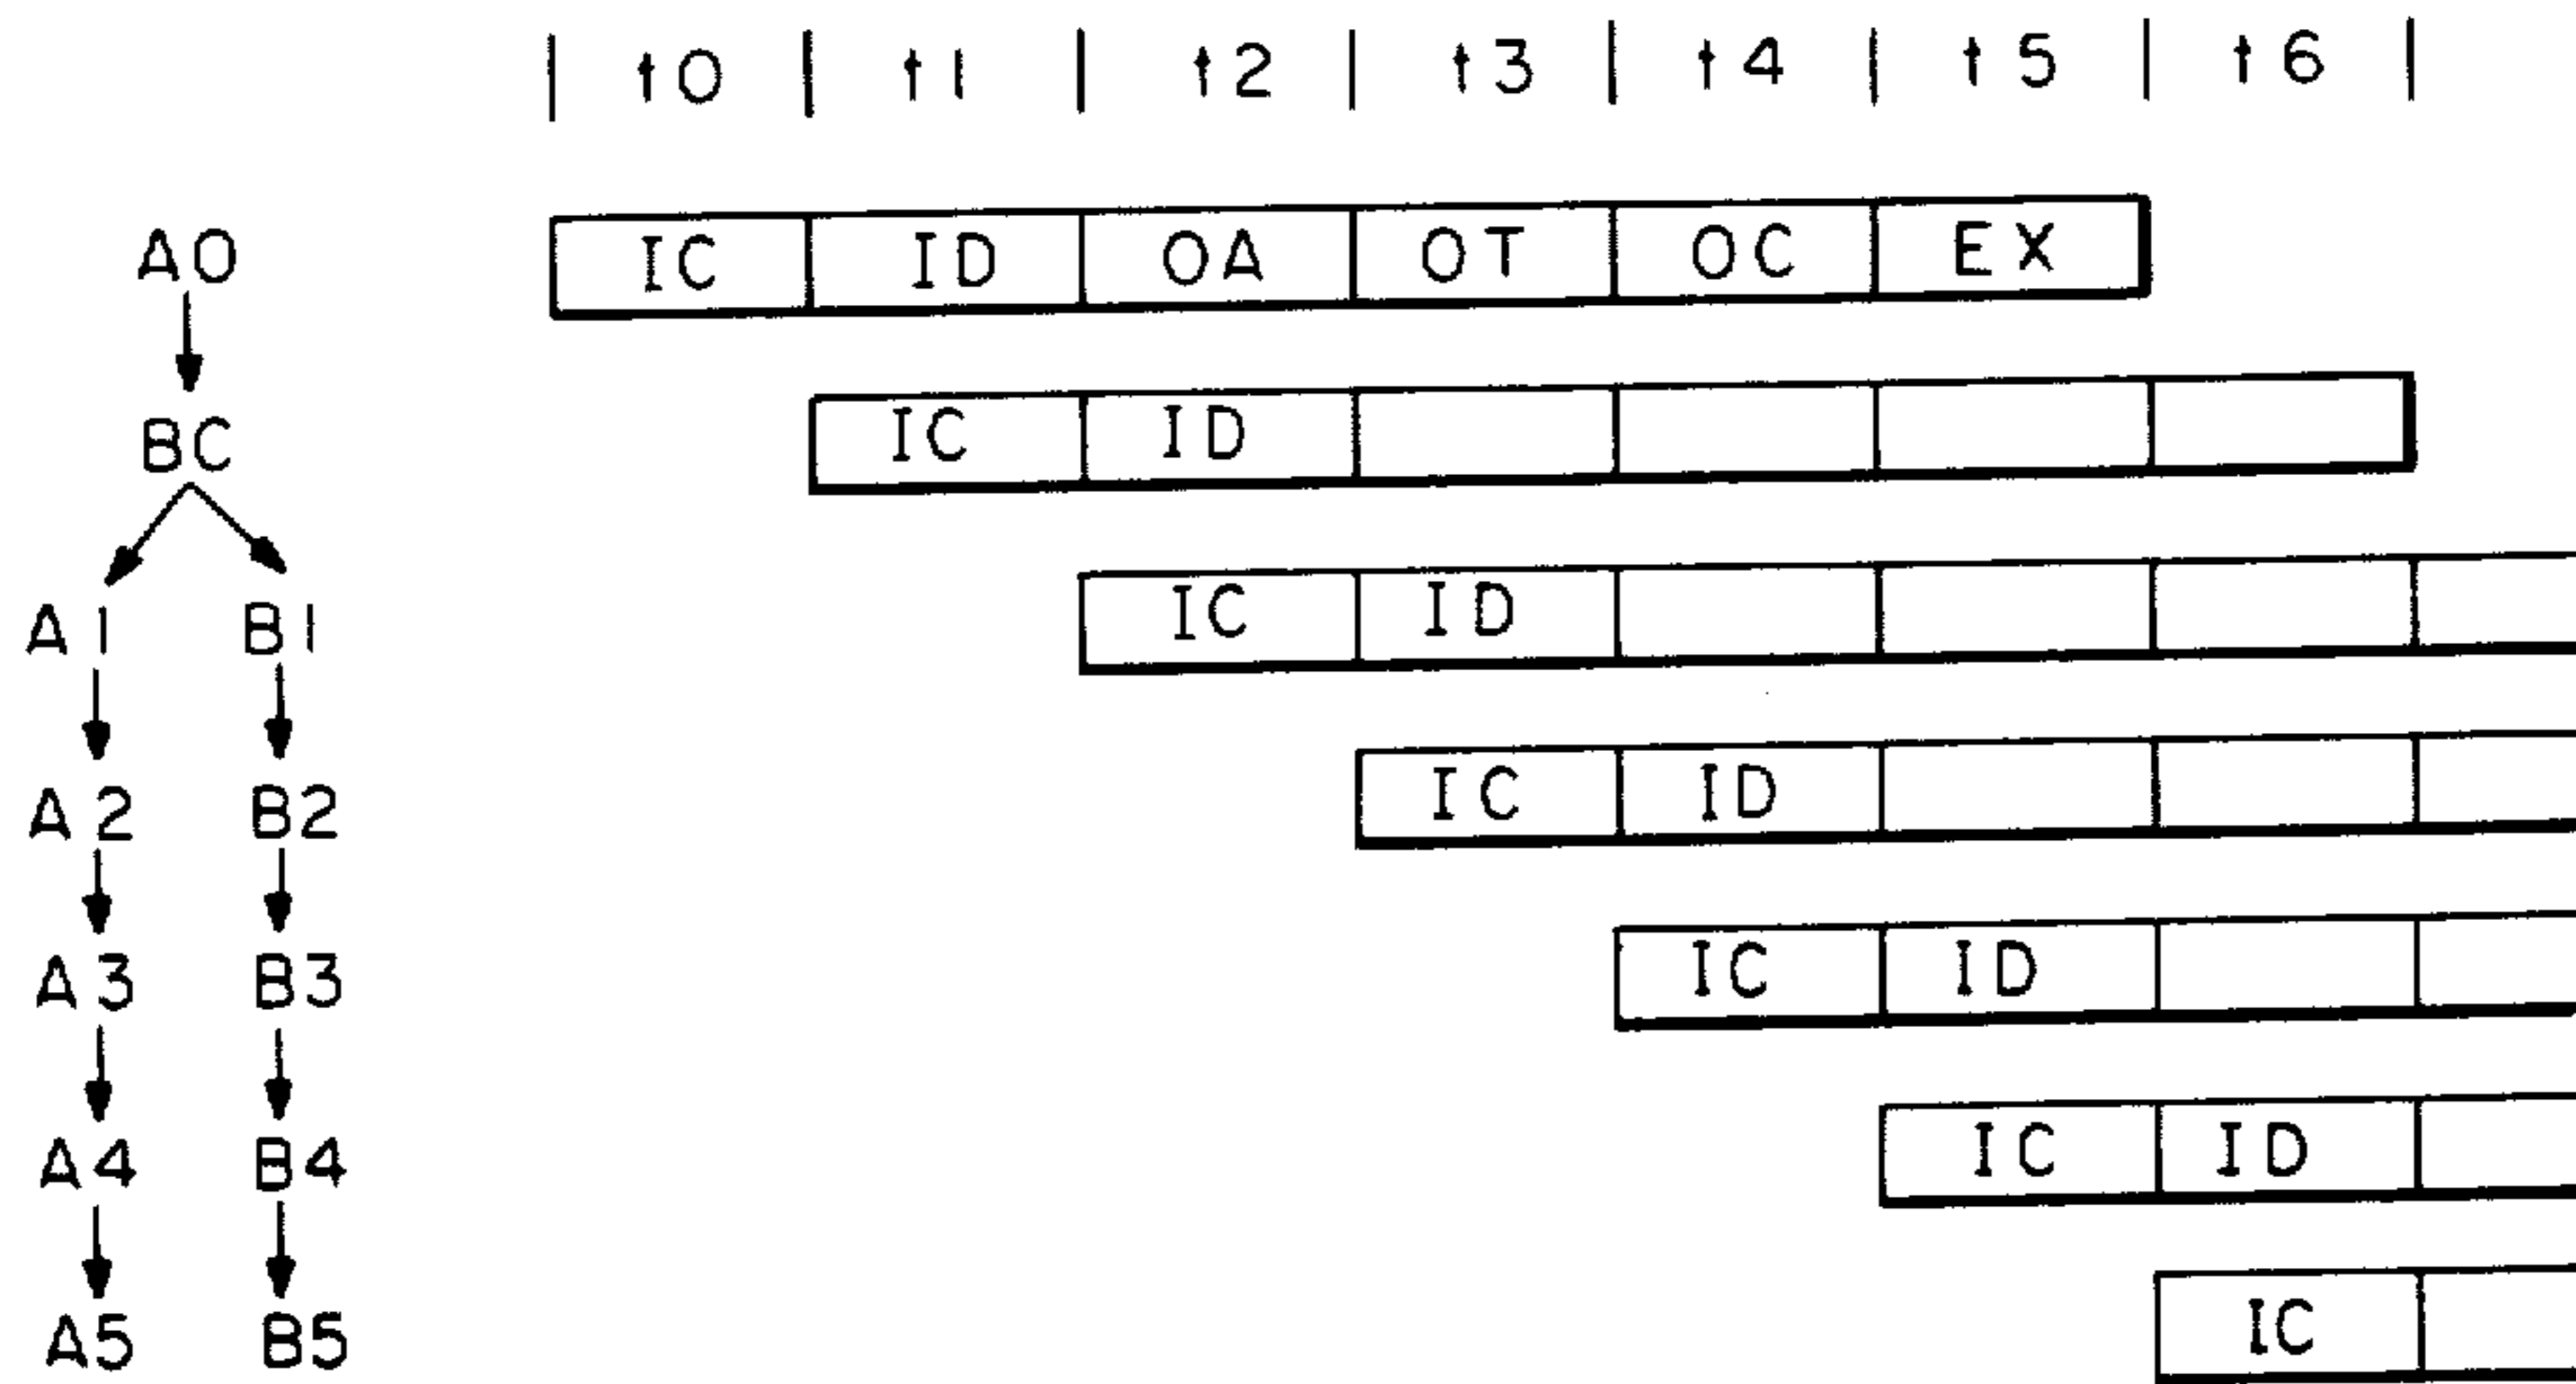 | t0 | t1 | t2 | t3 | t4 | t5 | t6 |
A0 IC ID OA OT OC EX
BC IC ID
A1 B1 IC ID
A2 B2 IC ID
A3 B3 IC ID
A4 B4 IC ID
A5 B5 IC